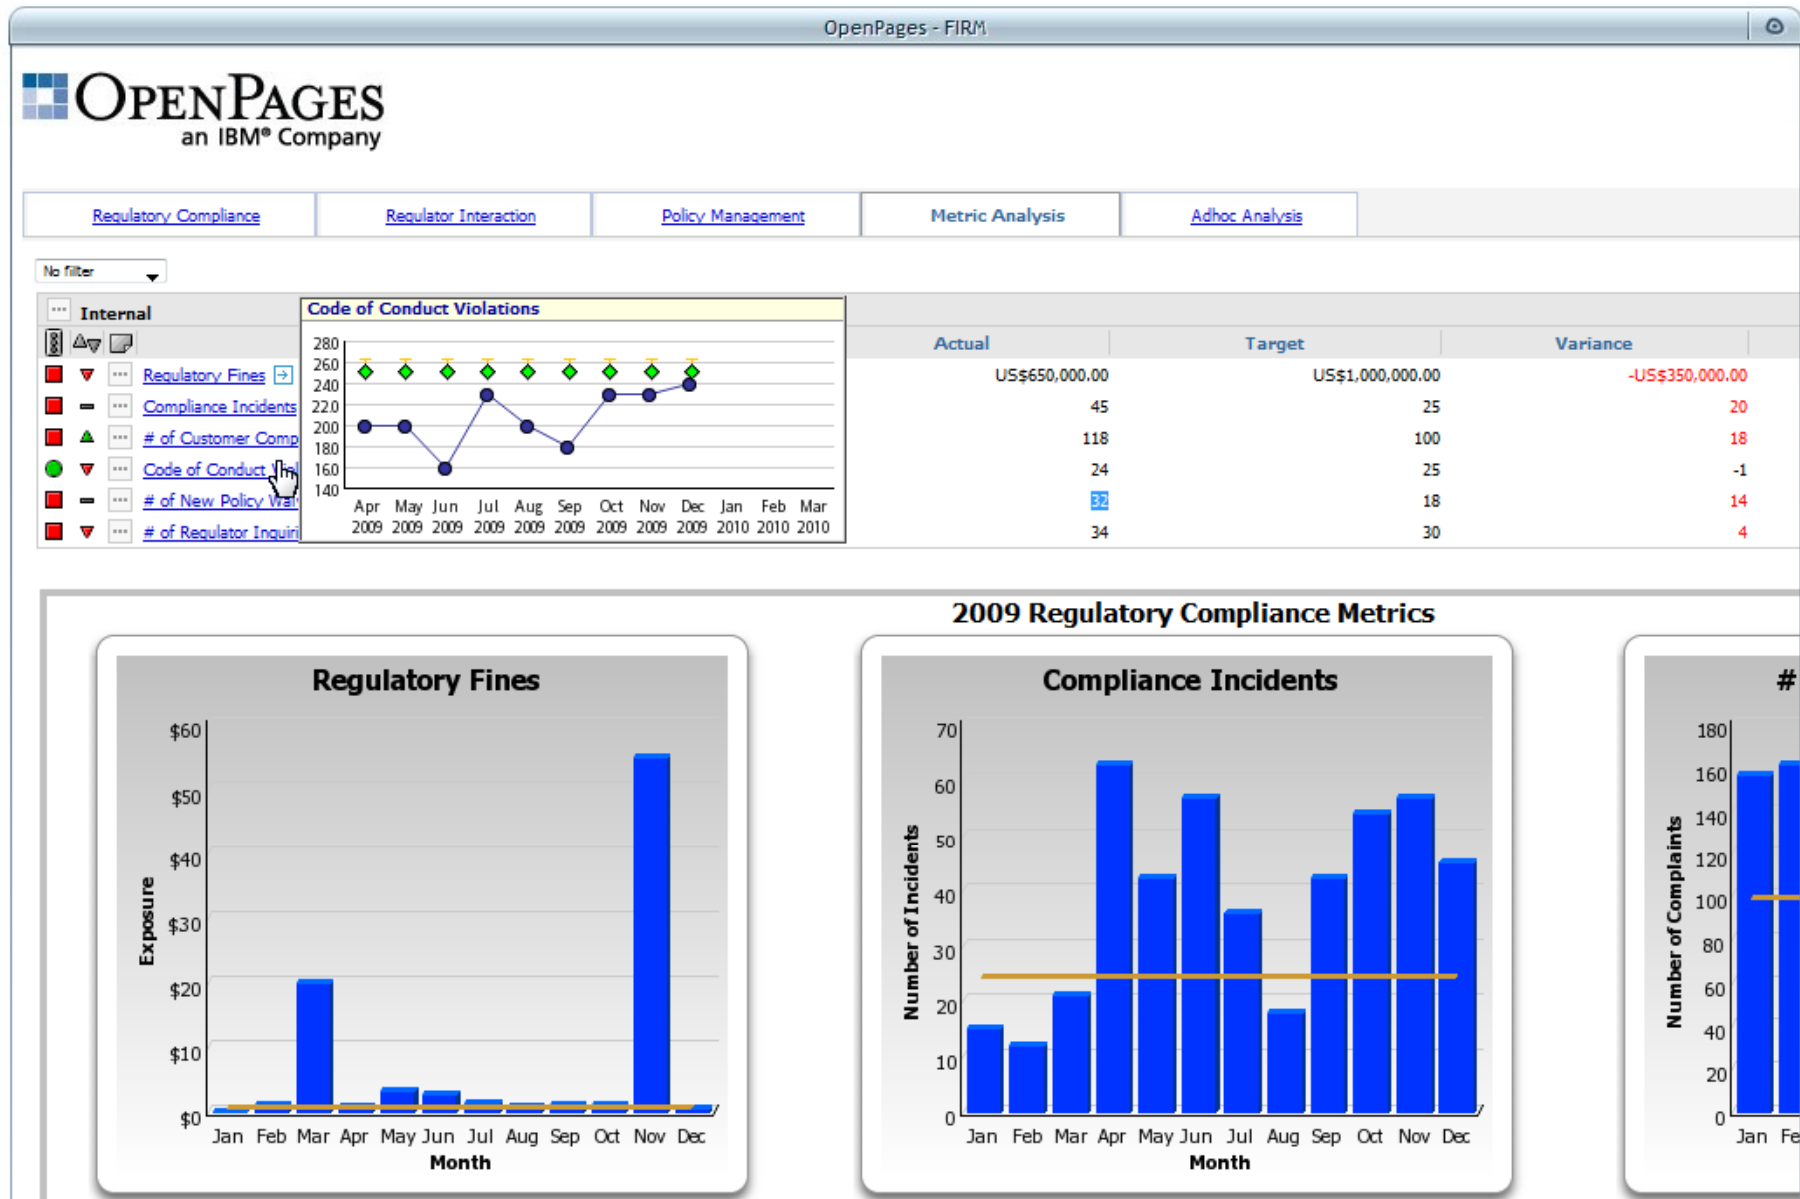 OpenPages - FIRM
OPENPAGES
an IBM® Company
Regulatory Compliance Regulator Interaction Policy Management Metric Analysis Adhoc Analysis
No filter
Internal
Code of Conduct Violations
280
260
240
220
200
180
160
140
Apr May Jun Jul Aug Sep Oct Nov Dec Jan Feb Mar
2009 2009 2009 2009 2009 2009 2009 2009 2009 2010 2010 2010
Actual Target Variance
Regulatory Fines US$650,000.00 US$1,000,000.00 -US$350,000.00
Compliance Incidents 45 25 20
# of Customer Comp 118 100 18
Code of Conduct 24 25 -1
# of New Policy 32 18 14
# of Regulator Inquiri 34 30 4
2009 Regulatory Compliance Metrics
Regulatory Fines
$60
$50
$40
$30
$20
$10
$0
Exposure
Jan Feb Mar Apr May Jun Jul Aug Sep Oct Nov Dec
Month
Compliance Incidents
70
60
50
40
30
20
10
0
Number of Incidents
Jan Feb Mar Apr May Jun Jul Aug Sep Oct Nov Dec
Month
#
180
160
140
120
100
80
60
40
20
0
Number of Complaints
Jan Fe